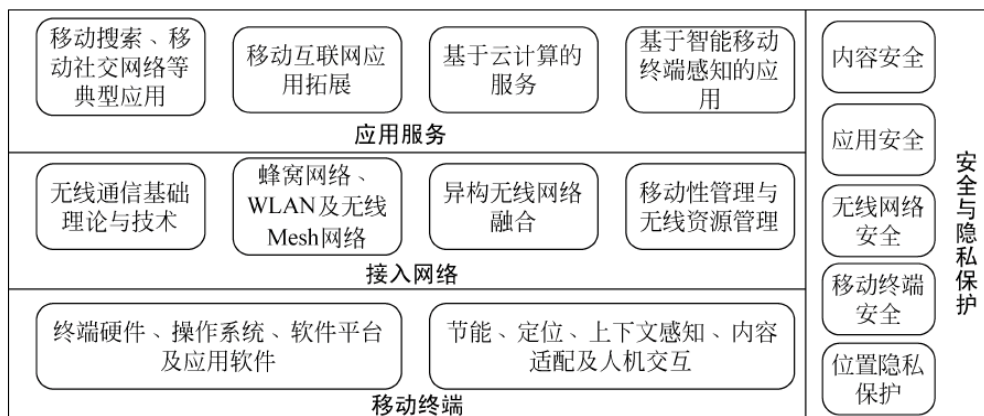 移动搜索、移
动社交网络等
典型应用
移动互联网应
用拓展
基于云计算的
服务
基于智能移动
终端感知的应
用
应用服务
无线通信基础
理论与技术
蜂窝网络、
WLAN及无线
Mesh网络
异构无线网络
融合
移动性管理与
无线资源管理
接入网络
终端硬件、操作系统、软件平台
及应用软件
节能、定位、上下文感知、内容
适配及人机交互
移动终端
内容安全
应用安全
无线网络
安全
移动终端
安全
位置隐私
保护
安全与隐私保护